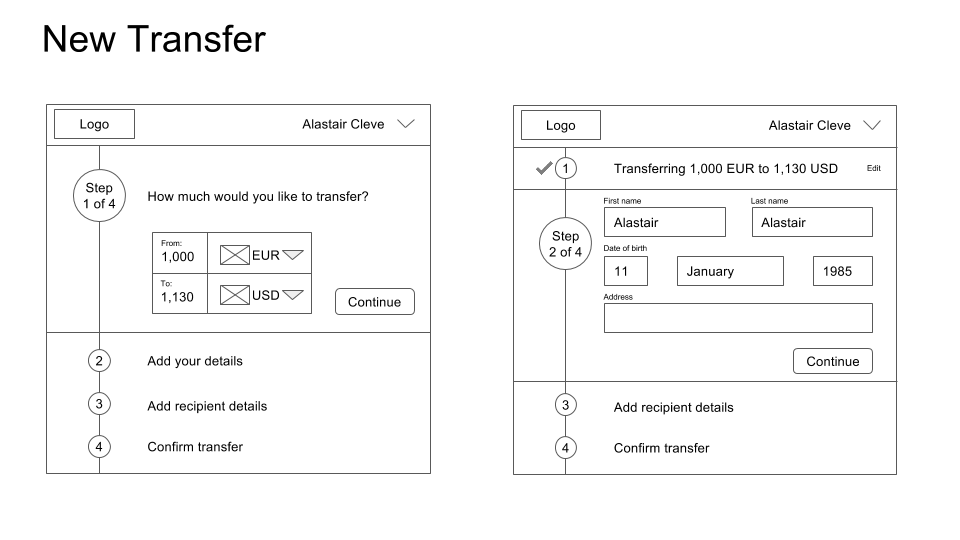 New Transfer
Logo
Alastair Cleve
Step
1 of 4
How much would you like to transfer?
From:
1,000
EUR
To:
1,130
USD
Continue
2
Add your details
3
Add recipient details
4
Confirm transfer
Logo
Alastair Cleve
1
Transferring 1,000 EUR to 1,130 USD
Edit
Step
2 of 4
First name
Last name
Alastair
Alastair
Date of birth
11
January
1985
Address
Continue
3
Add recipient details
4
Confirm transfer